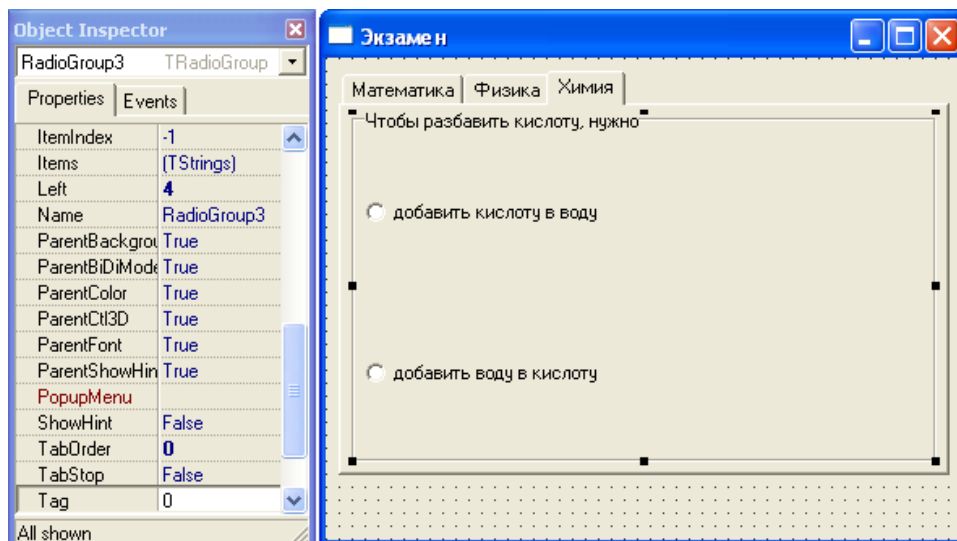 Object Inspector
RadioGroup3 TRadioGroup
Properties Events
ItemIndex -1
Items (TStrings)
Left 4
Name RadioGroup3
ParentBackgrou True
ParentBiDiMode True
ParentColor True
ParentCtl3D True
ParentFont True
ParentShowHin True
PopupMenu
ShowHint False
TabOrder 0
TabStop False
Tag 0
All shown
Экзамен
Математика Физика Химия
Чтобы разбавить кислоту, нужно
добавить кислоту в воду
добавить воду в кислоту